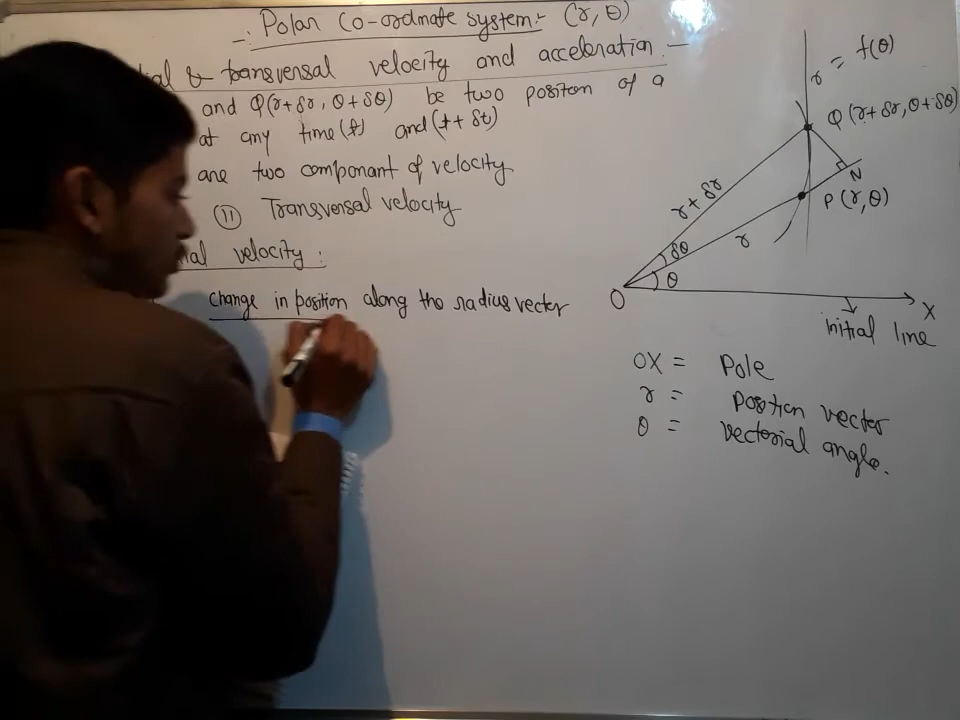 -: Polar Co-ordinate system:- (r, θ)
& transversal velocity and acceleration:-
and Q(r+δr, θ+δθ) be two position of a
at any time (t) and (t+δt)
are two componant of velocity
(II) Transversal velocity
velocity:
change in position along the radius vector
r = f(θ)
Q (r+δr, θ+δθ)
N
P (r, θ)
r+δr
δθ
r
θ
O
X
initial line
OX = Pole
r = Position vector
θ = vectorial angle.